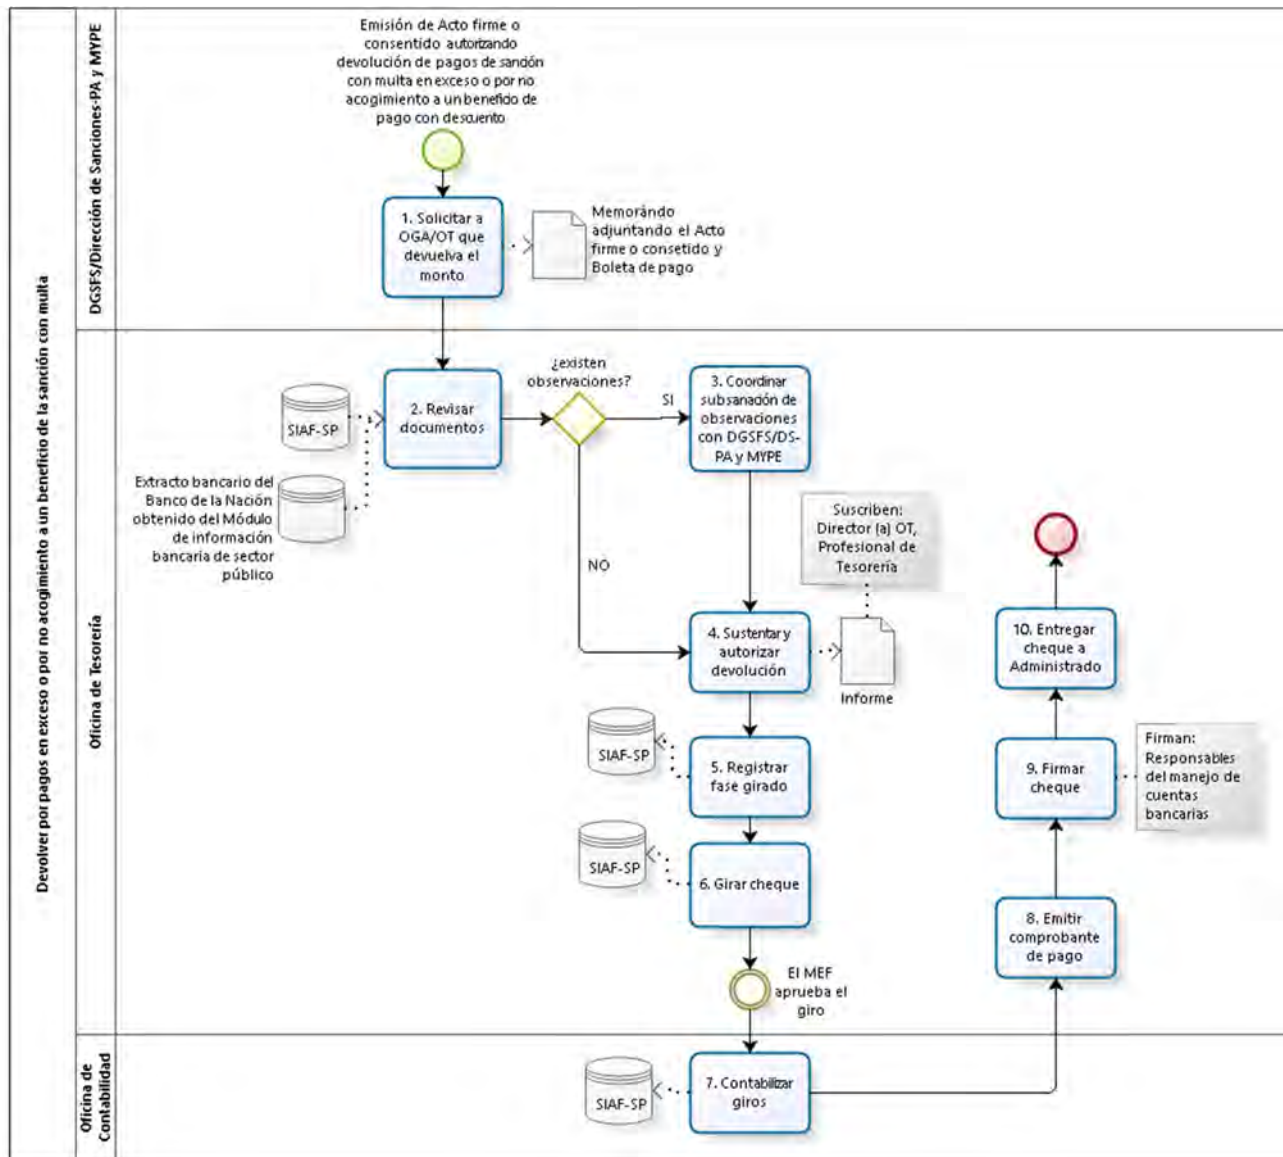 Devolver por pagos en exceso o por no acogimiento a un beneficio de la sanción con multa
DGSFS/Dirección de Sanciones-PA y MYPE
Emisión de Acto firme o
consentido autorizando
devolución de pagos de sanción
con multa en exceso o por no
acogimiento a un beneficio de
pago con descuento
1. Solicitar a
OGA/OT que
devuelva el
monto
Memorándo
adjuntando el Acto
firme o consetido y
Boleta de pago
Oficina de Tesorería
SIAF-SP
Extracto bancario del
Banco de la Nación
obtenido del Módulo
de información
bancaria de sector
público
2. Revisar
documentos
¿existen
observaciones?
SI
NO
3. Coordinar
subsanación de
observaciones
con DGSFS/DS-
PA y MYPE
Suscriben:
Director (a) OT,
Profesional de
Tesorería
4. Sustentar y
autorizar
devolución
Informe
SIAF-SP
5. Registrar
fase girado
SIAF-SP
6. Girar cheque
El MEF
aprueba el
giro
10. Entregar
cheque a
Administrado
9. Firmar
cheque
Firman:
Responsables
del manejo de
cuentas
bancarias
8. Emitir
comprobante
de pago
Oficina de
Contabilidad
SIAF-SP
7. Contabilizar
giros